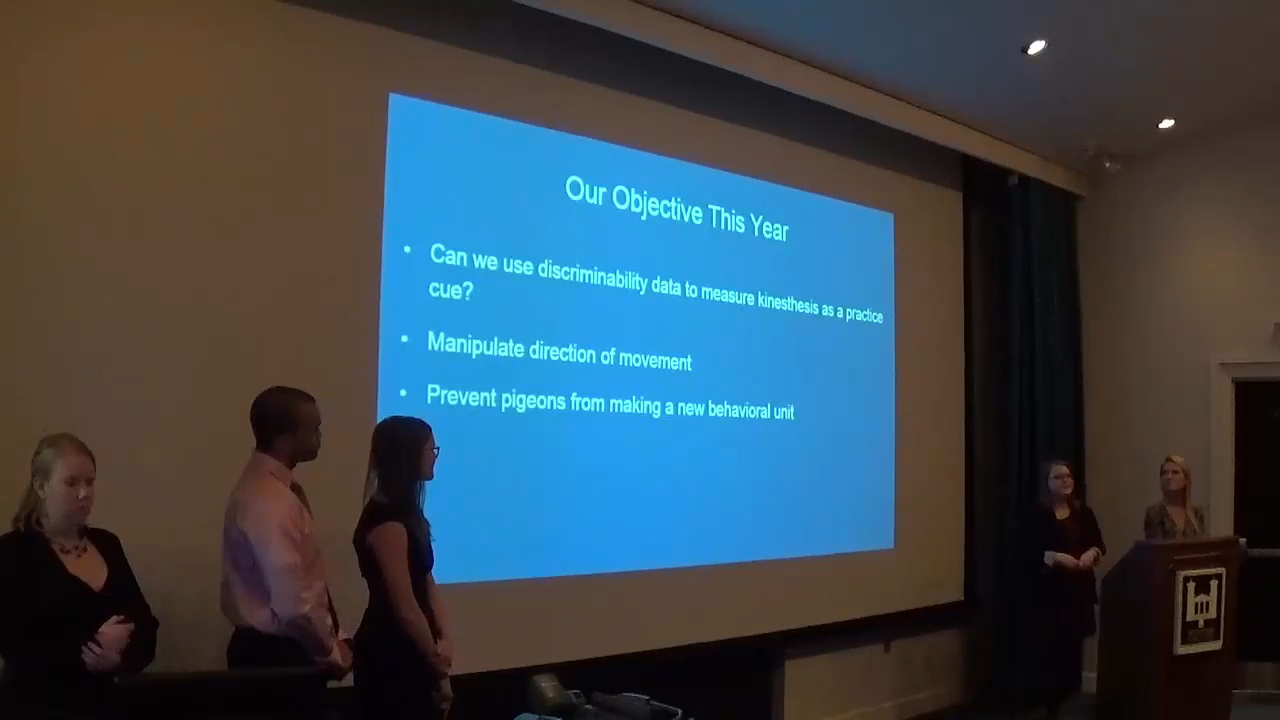 Our Objective This Year
• Can we use discriminability data to measure kinesthesis as a practice
cue?
• Manipulate direction of movement
• Prevent pigeons from making a new behavioral unit